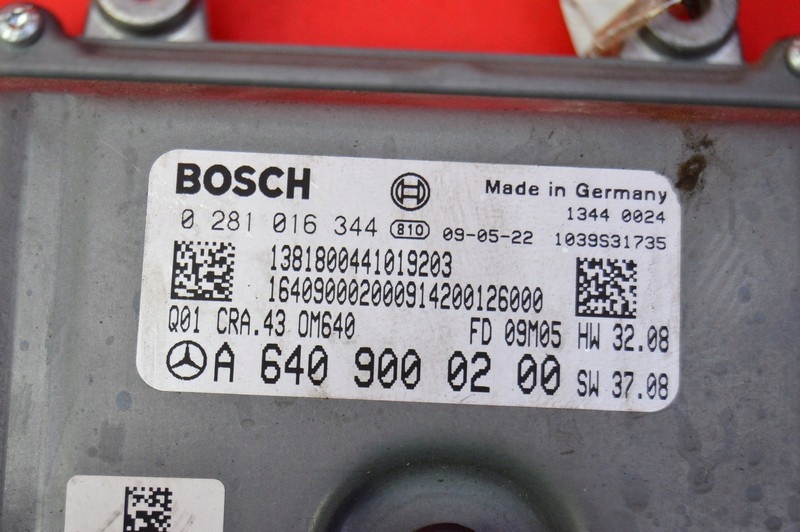 BOSCH Made in Germany
1344 0024
0 281 016 344 810 09-05-22 1039S31735
1381800441019203
1640900020000914200126000
Q01 CRA.43 OM640 FD 09M05 HW 32.08
A 640 900 02 00 SW 37.08